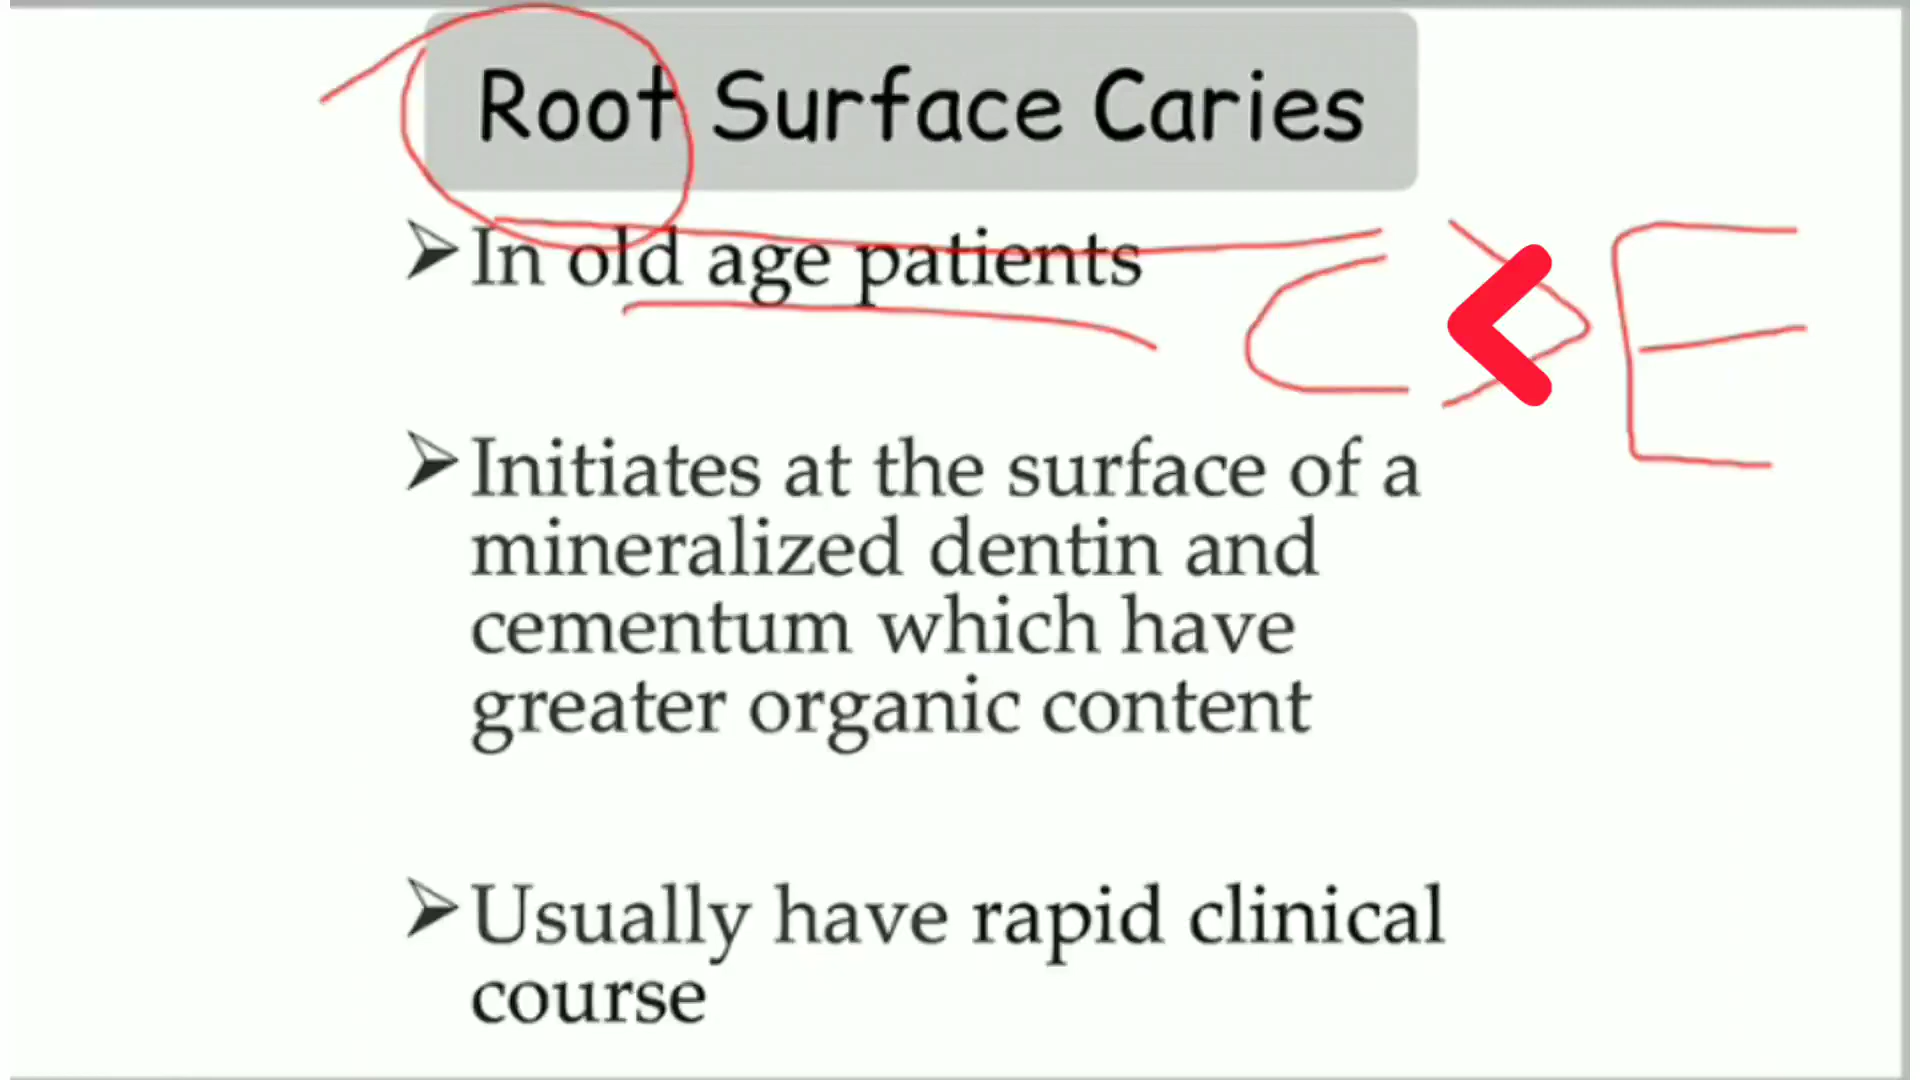 Root Surface Caries
➤In old age patients
C > < E
➤Initiates at the surface of a
mineralized dentin and
cementum which have
greater organic content
➤Usually have rapid clinical
course